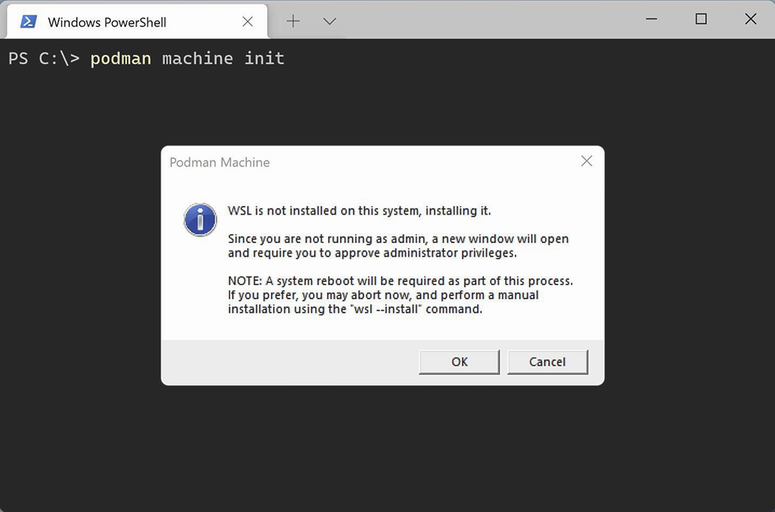 Windows PowerShell
PS C:\> podman machine init
Podman Machine
WSL is not installed on this system, installing it.
Since you are not running as admin, a new window will open
and require you to approve administrator privileges.
NOTE: A system reboot will be required as part of this process.
If you prefer, you may abort now, and perform a manual
installation using the "wsl --install" command.
OK
Cancel